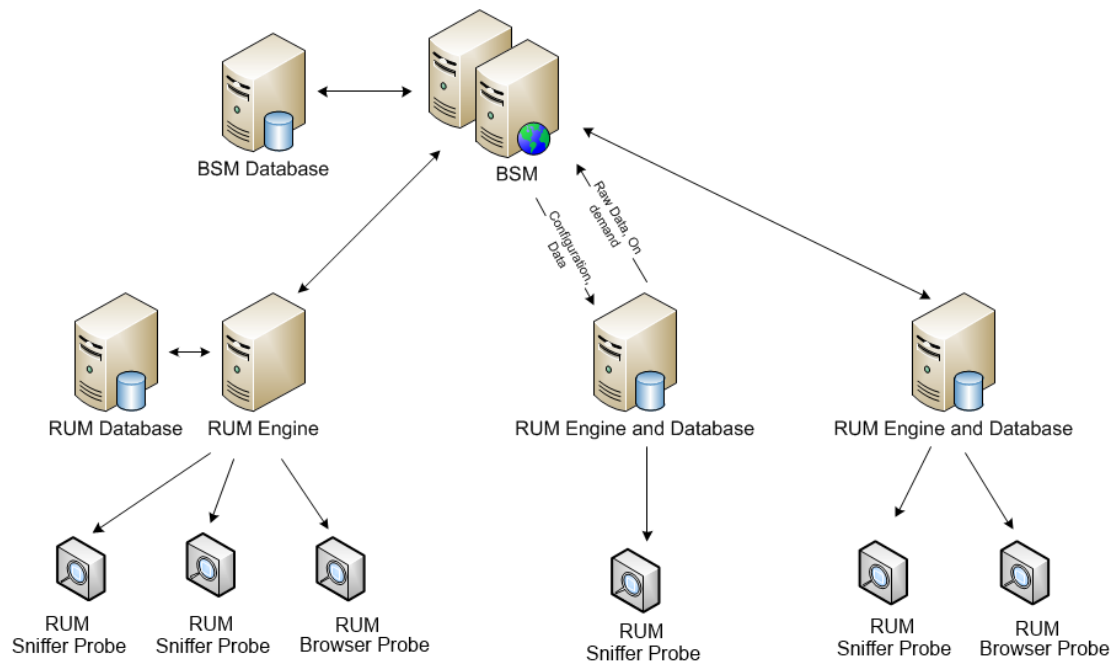 BSM Database
BSM
Raw Data, On
demand
Configuration,
Data
RUM Database
RUM Engine
RUM Engine and Database
RUM Engine and Database
RUM
Sniffer Probe
RUM
Sniffer Probe
RUM
Browser Probe
RUM
Sniffer Probe
RUM
Sniffer Probe
RUM
Browser Probe